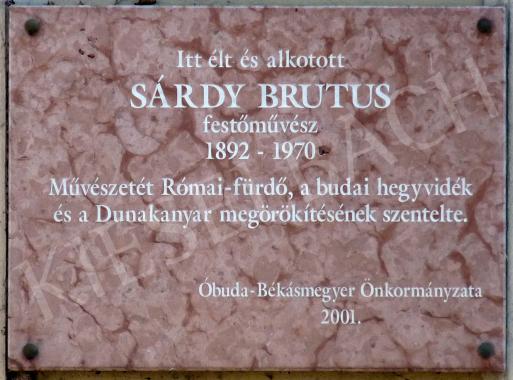 Itt élt és alkotott
SÁRDY BRUTUS
festőművész
1892 - 1970
Művészetét Római-fürdő, a budai hegyvidék
és a Dunakanyar megörökítésének szentelte.
Óbuda-Békásmegyer Önkormányzata
2001.
KIESELBACH